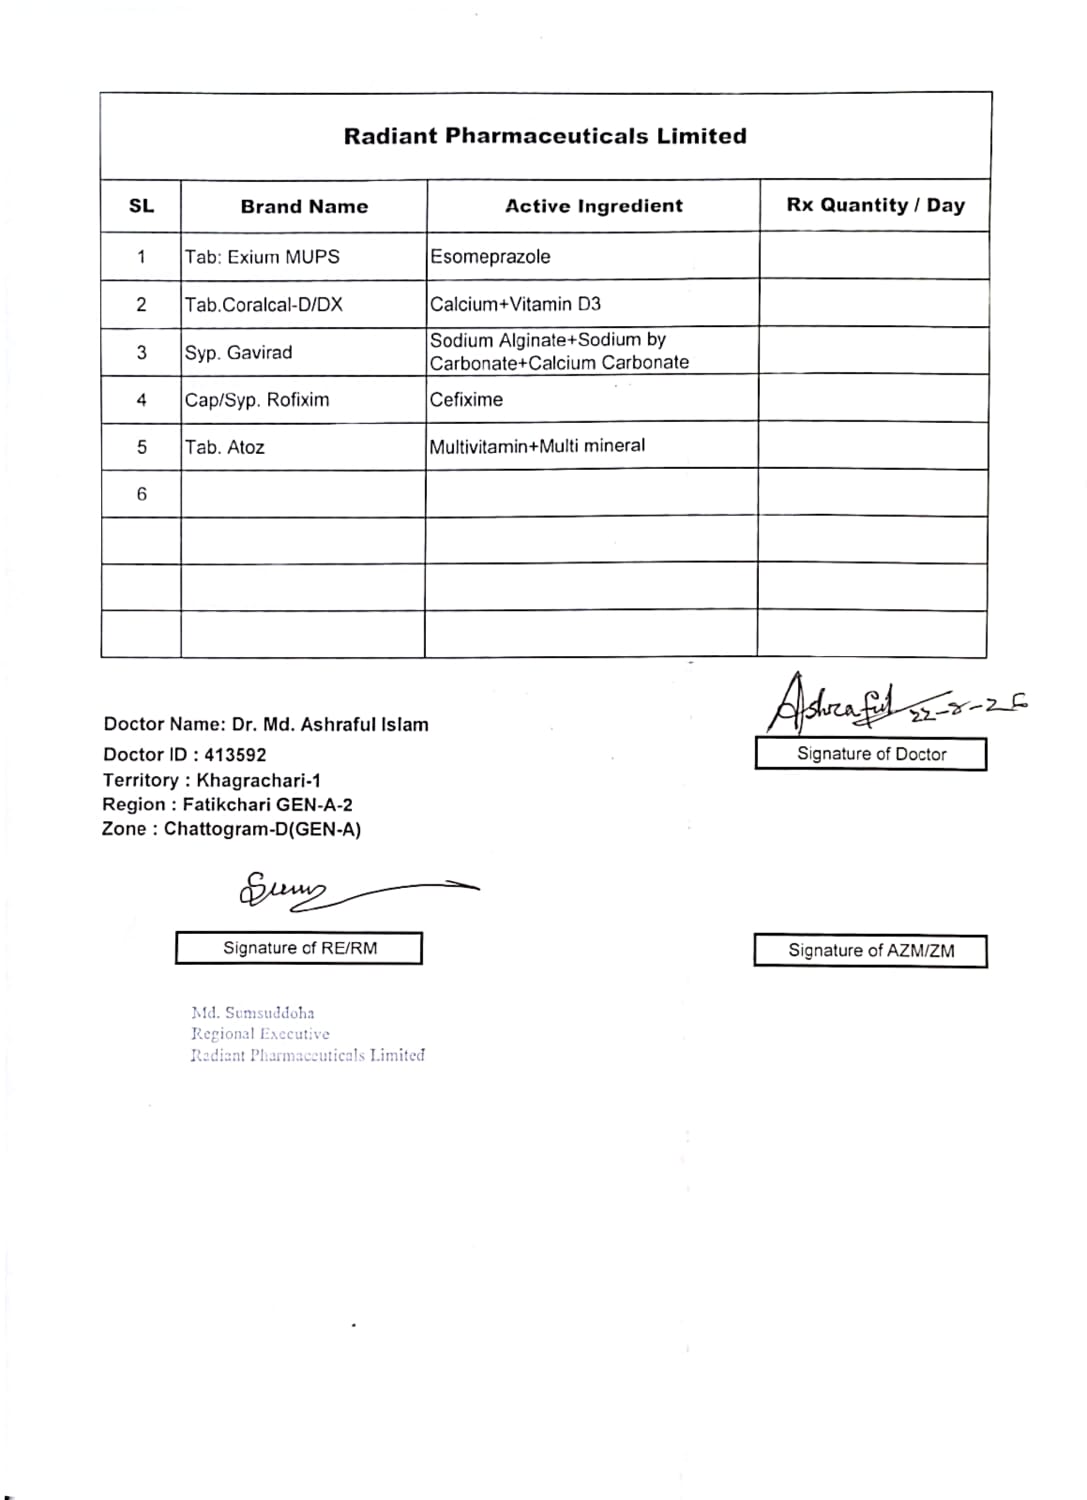 Radiant Pharmaceuticals Limited
SL Brand Name Active Ingredient Rx Quantity / Day
1 Tab: Exium MUPS Esomeprazole
2 Tab.Coralcal-D/DX Calcium+Vitamin D3
3 Syp. Gavirad Sodium Alginate+Sodium by
Carbonate+Calcium Carbonate
4 Cap/Syp. Rofixim Cefixime
5 Tab. Atoz Multivitamin+Multi mineral
6
Ashraful
Doctor Name: Dr. Md. Ashraful Islam
Signature of Doctor
Doctor ID : 413592
Territory : Khagrachari-1
Region : Fatikchari GEN-A-2
Zone : Chattogram-D(GEN-A)
Signature of RE/RM
Signature of AZM/ZM
Md. Sumsuddoha
Regional Executive
Radiant Pharmaceuticals Limited